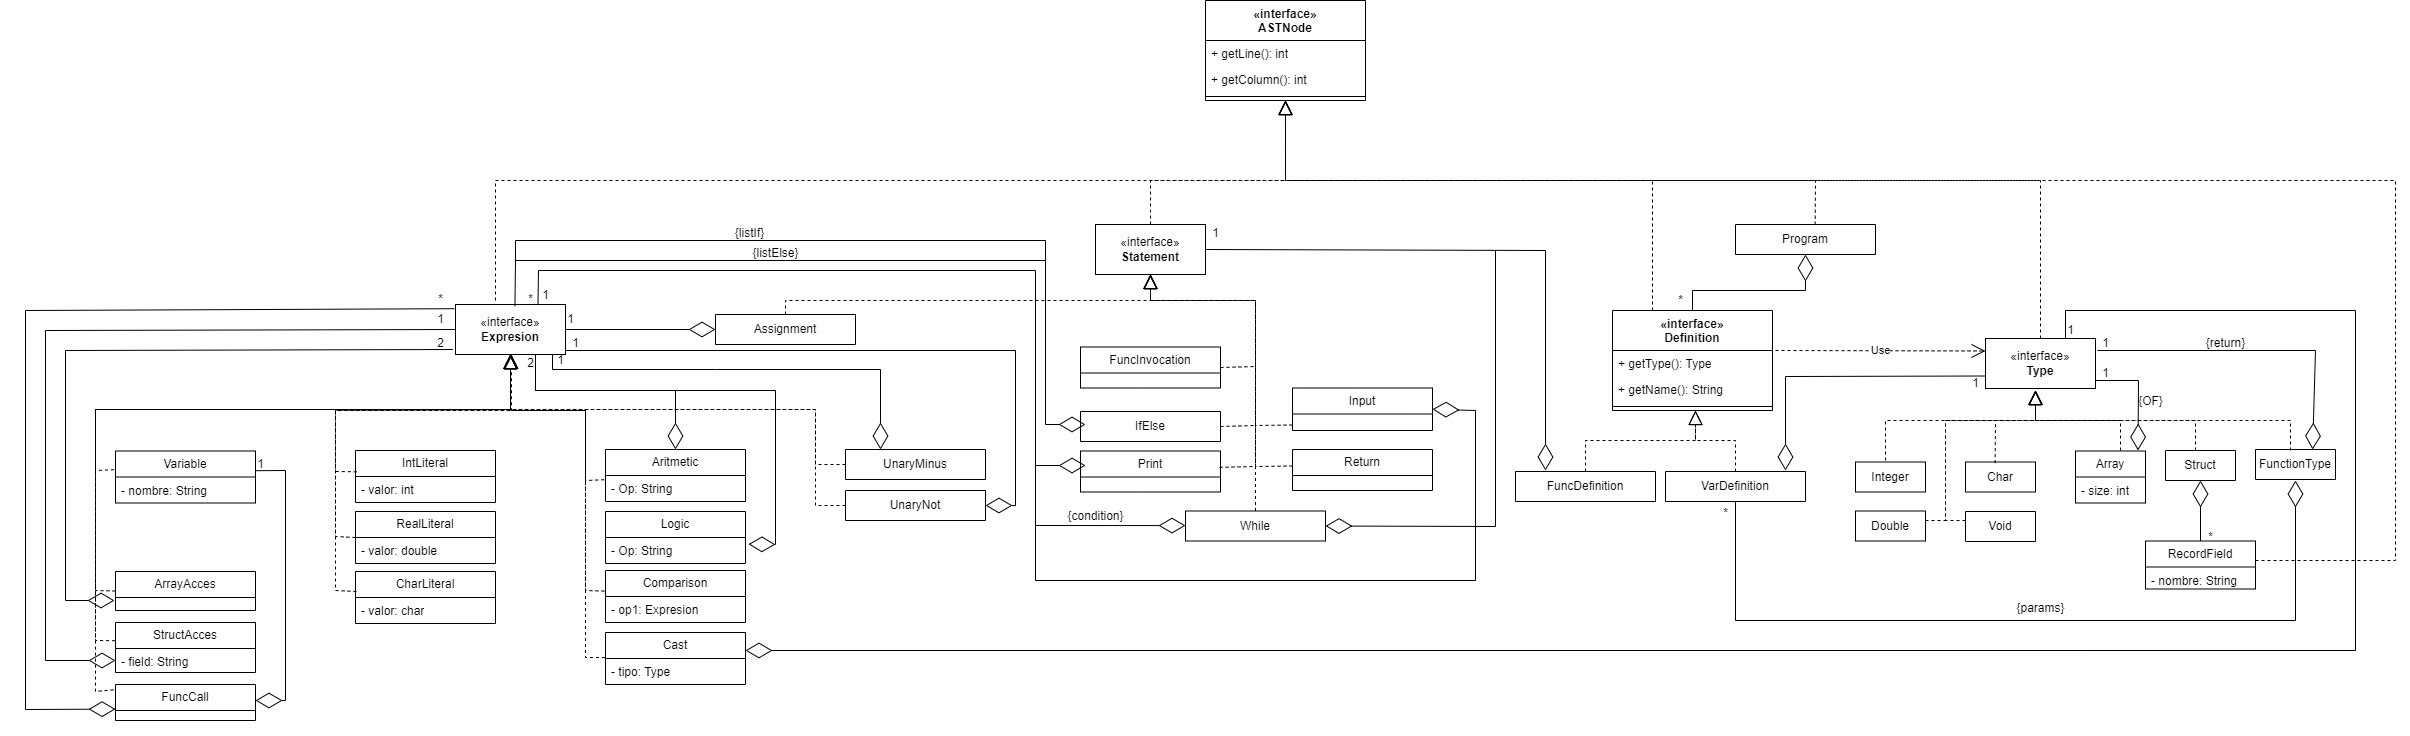 «interface»
ASTNode
+ getLine(): int
+ getColumn(): int
{listIf}
{listElse}
«interface»
Statement
1
Program
*
1
2
«interface»
Expresion
*
1
1
1
2
1
Assignment
FuncInvocation
IfElse
Print
Input
Return
{condition}
While
*
«interface»
Definition
+ getType(): Type
+ getName(): String
Use
FuncDefinition
VarDefinition
*
1
«interface»
Type
1
1
{return}
1
{OF}
Integer
Char
Double
Void
Array
- size: int
Struct
FunctionType
*
RecordField
- nombre: String
{params}
Variable
- nombre: String
1
ArrayAcces
StructAcces
- field: String
FuncCall
IntLiteral
- valor: int
RealLiteral
- valor: double
CharLiteral
- valor: char
Aritmetic
- Op: String
Logic
- Op: String
Comparison
- op1: Expresion
Cast
- tipo: Type
UnaryMinus
UnaryNot